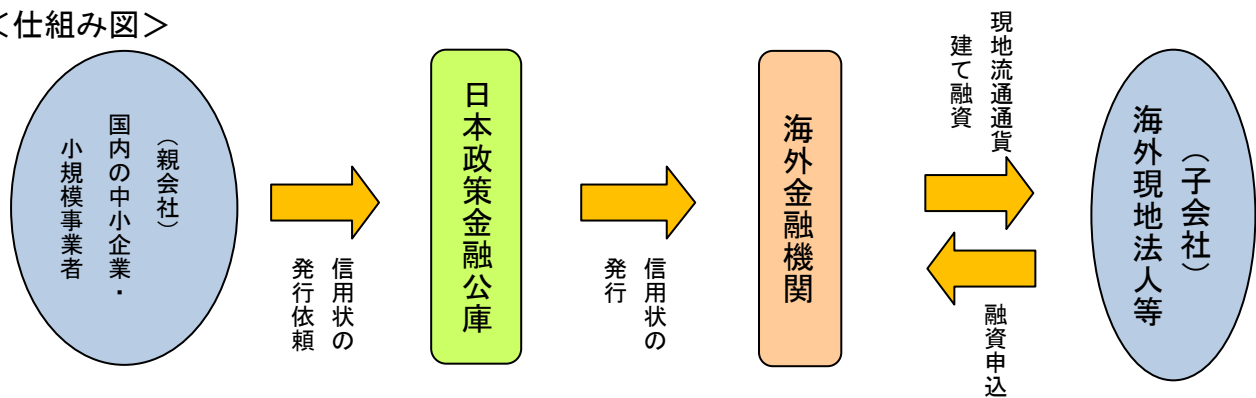 <仕組み図>
(親会社)
国内の中小企業・
小規模事業者
信用状の
発行依頼
日本政策金融公庫
信用状の
発行
海外金融機関
現地流通通貨
建て融資
融資申込
(子会社)
海外現地法人等